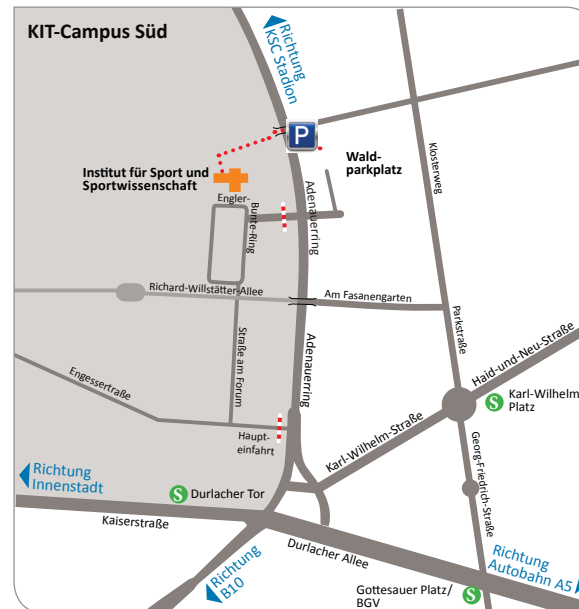 KIT-Campus Süd
Richtung
KSC Stadion
P
Klosterweg
Wald-
parkplatz
Institut für Sport und
Sportwissenschaft
Engler-
Bunte-Ring
Adenauerring
Richard-Willstätter-Allee
Am Fasanengarten
Parkstraße
Haid-und-Neu-Straße
Adenauerring
Straße am Forum
Engessertraße
S
Karl-Wilhelm
Platz
Karl-Wilhelm-Straße
Haupt-
einfahrt
Georg-Friedrich-Straße
Richtung
Innenstadt
S
Durlacher Tor
Kaiserstraße
Durlacher Allee
Richtung
B10
Richtung
Autobahn A5
Gottesauer Platz/
BGV
S